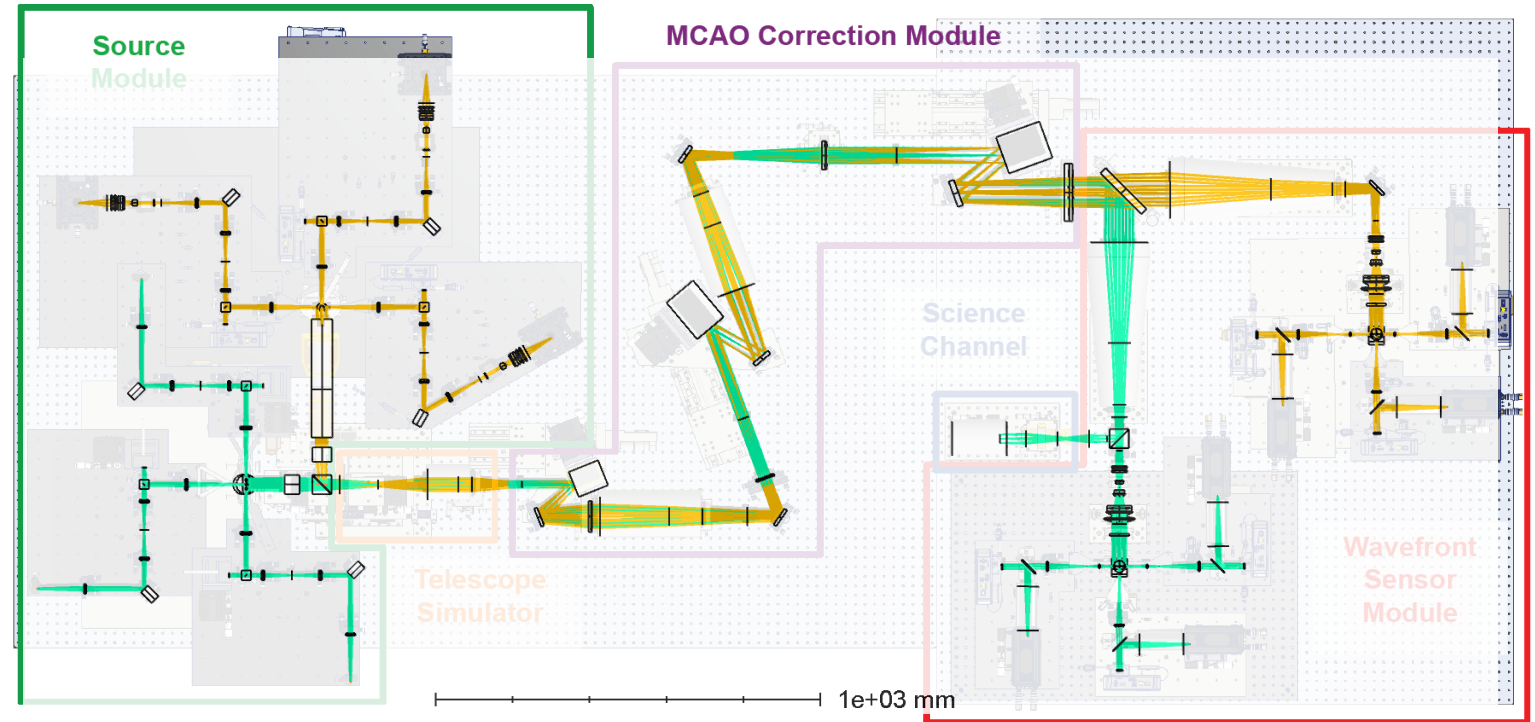 Source
Module
MCAO Correction Module
Science
Channel
Telescope
Simulator
Wavefront
Sensor
Module
1e+03 mm